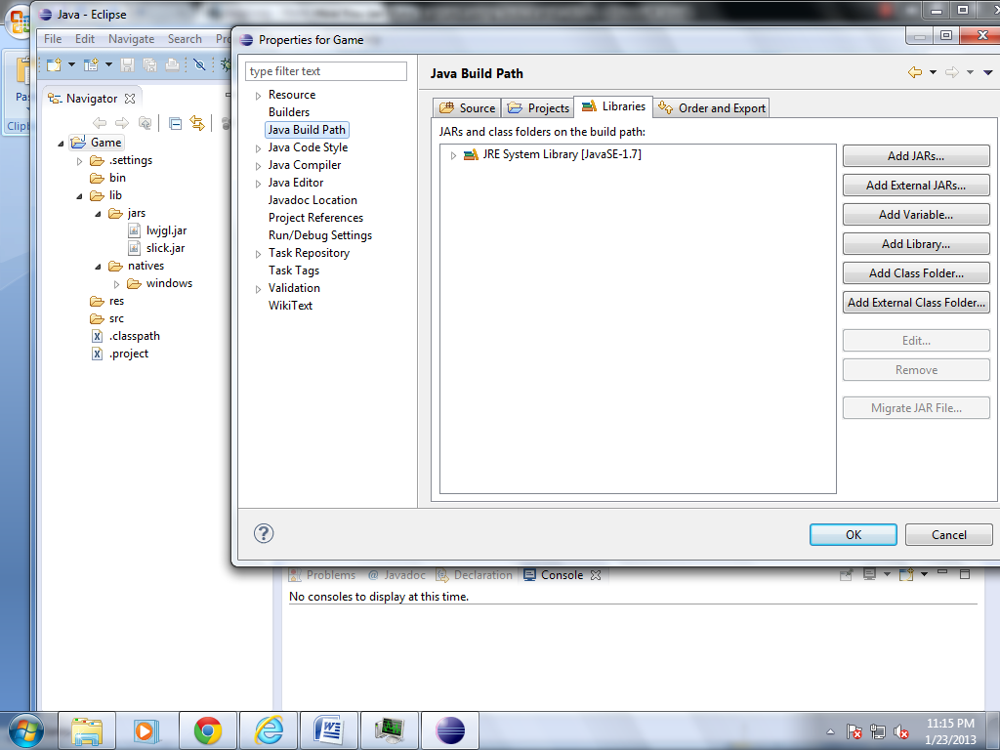 Java - Eclipse
File Edit Navigate Search Pro
Properties for Game
Pas
Clipb
Navigator
Game
.settings
bin
lib
jars
lwjgl.jar
slick.jar
natives
windows
res
src
.classpath
.project
type filter text
Resource
Builders
Java Build Path
Java Code Style
Java Compiler
Java Editor
Javadoc Location
Project References
Run/Debug Settings
Task Repository
Task Tags
Validation
WikiText
Java Build Path
Source Projects Libraries Order and Export
JARs and class folders on the build path:
JRE System Library [JavaSE-1.7]
Add JARs...
Add External JARs...
Add Variable...
Add Library...
Add Class Folder...
Add External Class Folder...
Edit...
Remove
Migrate JAR File...
OK Cancel
Problems @ Javadoc Declaration Console
No consoles to display at this time.
11:15 PM
1/23/2013